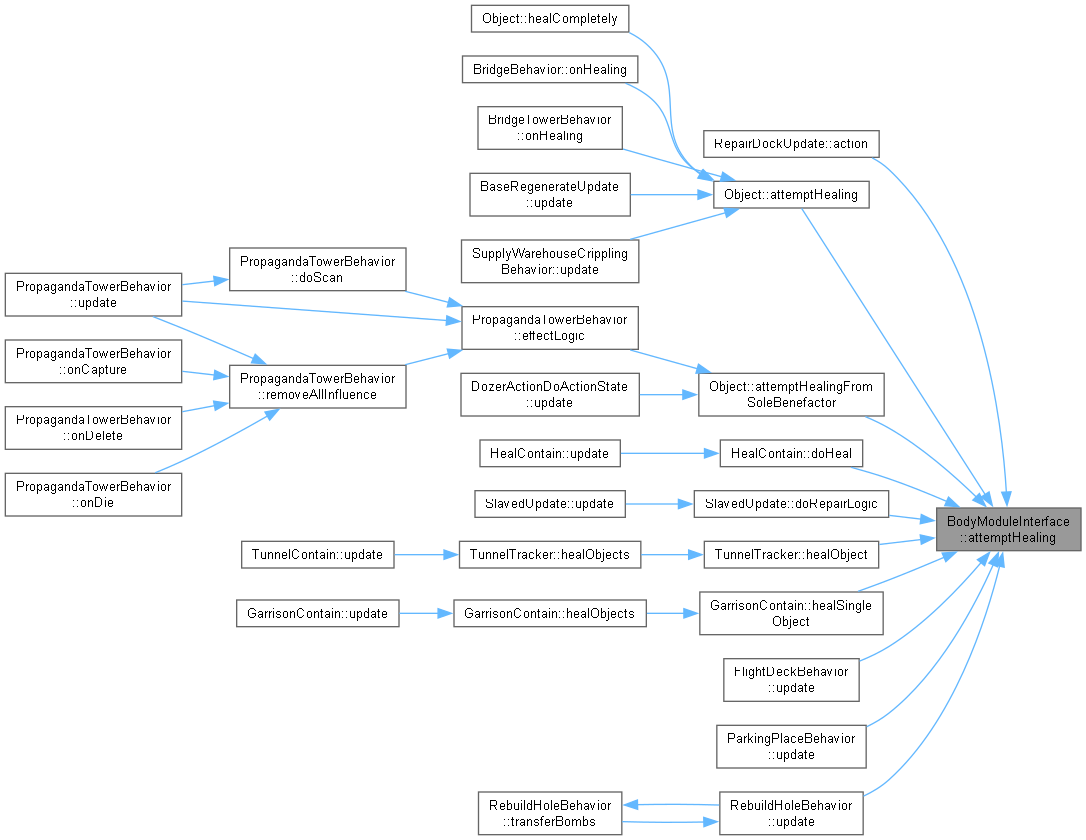 Object::healCompletely
BridgeBehavior::onHealing
BridgeTowerBehavior
::onHealing
RepairDockUpdate::action
BaseRegenerateUpdate
::update
Object::attemptHealing
SupplyWarehouseCrippling
Behavior::update
PropagandaTowerBehavior
::doScan
PropagandaTowerBehavior
::update
PropagandaTowerBehavior
::effectLogic
PropagandaTowerBehavior
::onCapture
PropagandaTowerBehavior
::removeAllInfluence
DozerActionDoActionState
::update
Object::attemptHealingFrom
SoleBenefactor
PropagandaTowerBehavior
::onDelete
HealContain::update
HealContain::doHeal
PropagandaTowerBehavior
::onDie
SlavedUpdate::update
SlavedUpdate::doRepairLogic
BodyModuleInterface
::attemptHealing
TunnelContain::update
TunnelTracker::healObjects
TunnelTracker::healObject
GarrisonContain::update
GarrisonContain::healObjects
GarrisonContain::healSingle
Object
FlightDeckBehavior
::update
ParkingPlaceBehavior
::update
RebuildHoleBehavior
::transferBombs
RebuildHoleBehavior
::update